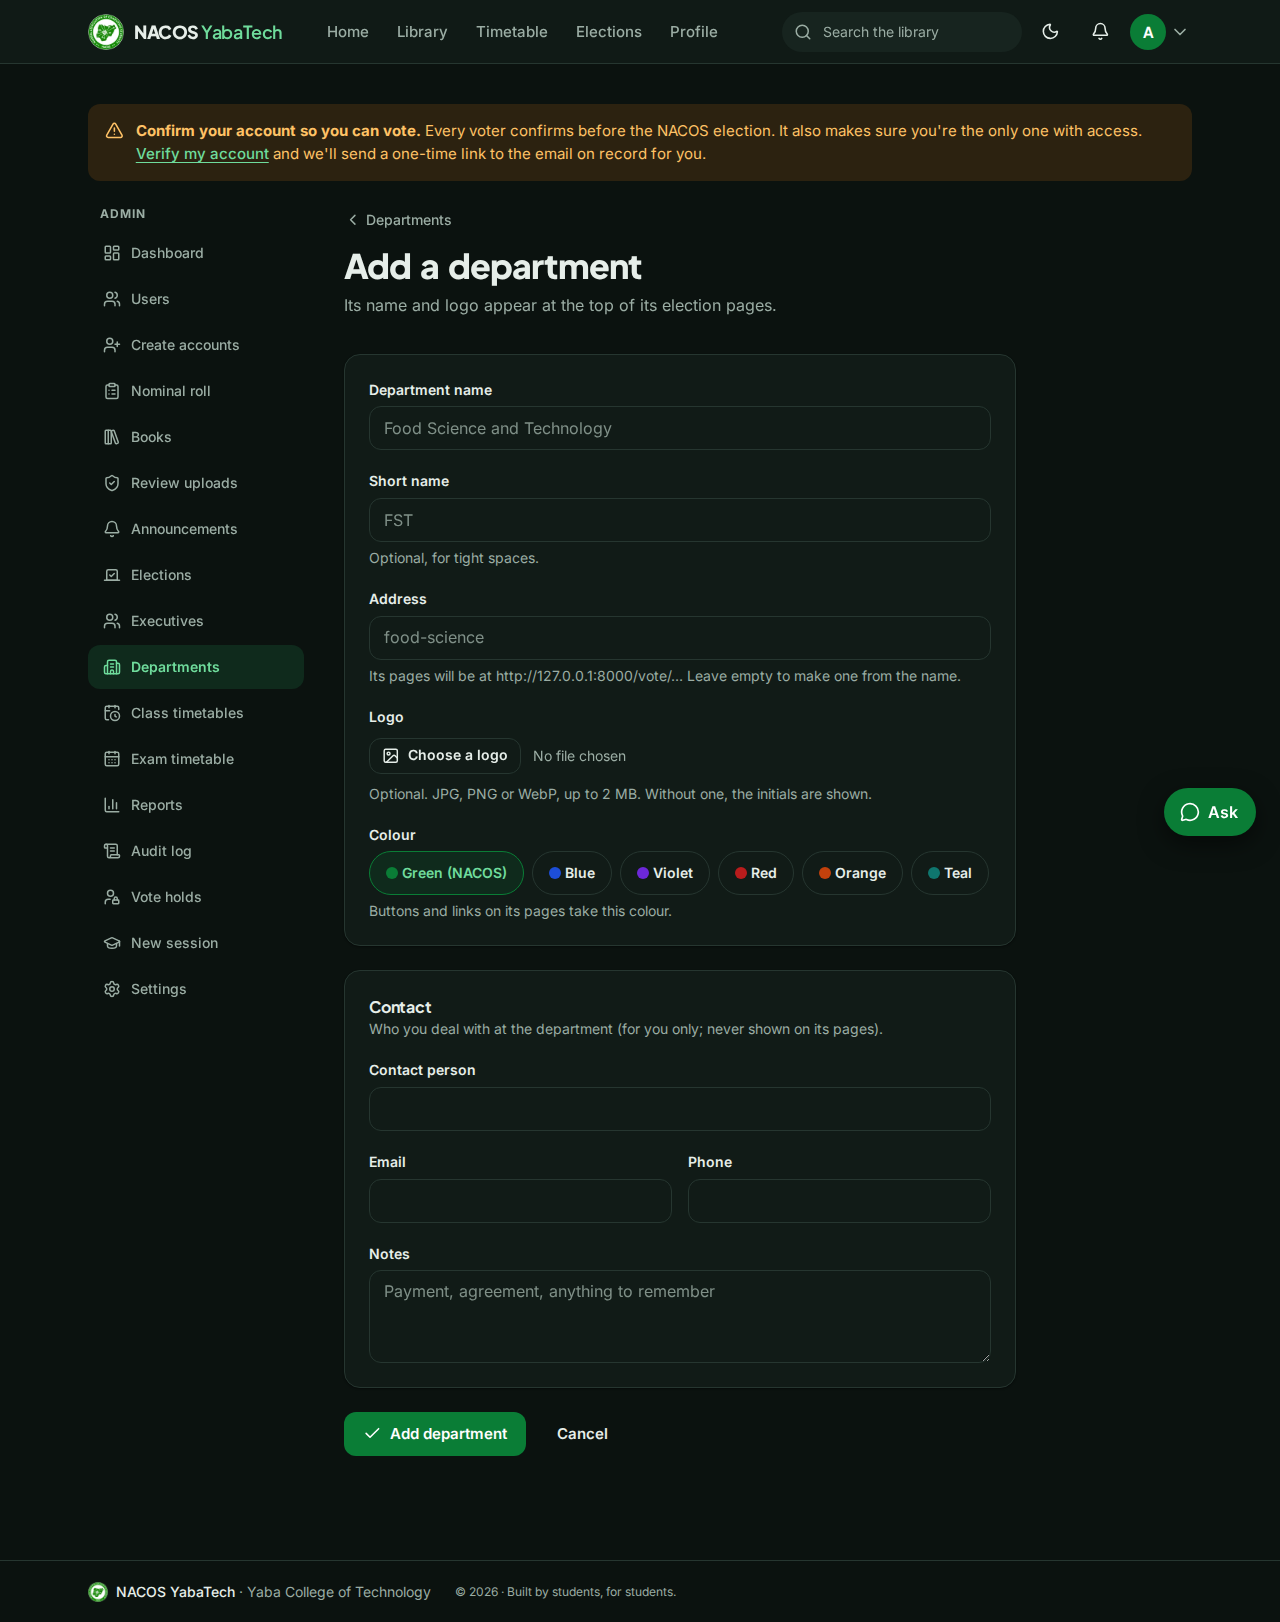 NACOS YabaTech
Home
Library
Timetable
Elections
Profile
Search the library
A
Confirm your account so you can vote. Every voter confirms before the NACOS election. It also makes sure you're the only one with access.
Verify my account and we'll send a one-time link to the email on record for you.
ADMIN
Dashboard
Users
Create accounts
Nominal roll
Books
Review uploads
Announcements
Elections
Executives
Departments
Class timetables
Exam timetable
Reports
Audit log
Vote holds
New session
Settings
Departments
Add a department
Its name and logo appear at the top of its election pages.
Department name
Food Science and Technology
Short name
FST
Optional, for tight spaces.
Address
food-science
Its pages will be at http://127.0.0.1:8000/vote/... Leave empty to make one from the name.
Logo
Choose a logo
No file chosen
Optional. JPG, PNG or WebP, up to 2 MB. Without one, the initials are shown.
Colour
Green (NACOS)
Blue
Violet
Red
Orange
Teal
Buttons and links on its pages take this colour.
Contact
Who you deal with at the department (for you only; never shown on its pages).
Contact person
Email
Phone
Notes
Payment, agreement, anything to remember
Add department
Cancel
Ask
NACOS YabaTech · Yaba College of Technology
© 2026 · Built by students, for students.